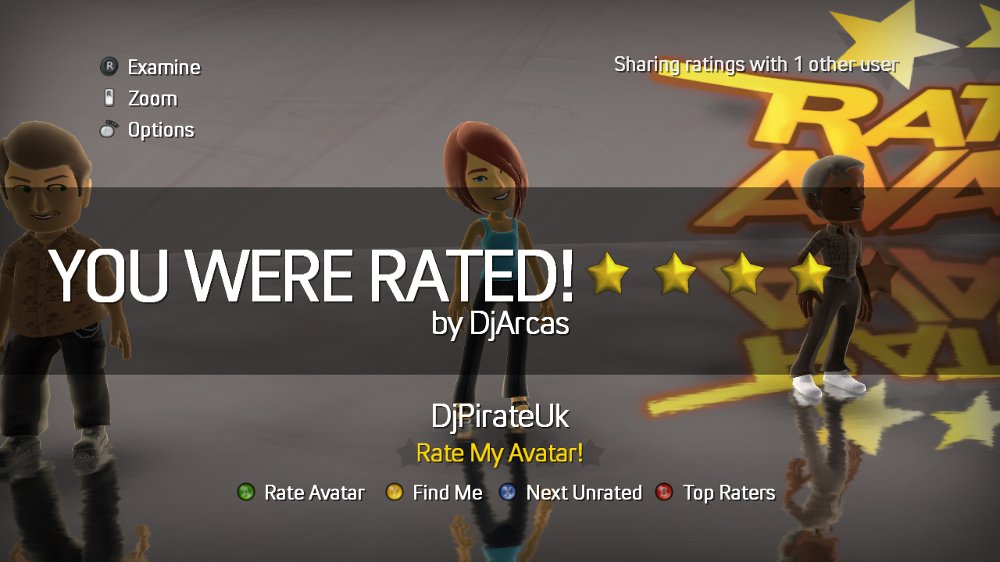 R Examine
R Zoom
Options
Sharing ratings with 1 other user
RAT
AVA
YOU WERE RATED!
by DjArcas
DjPirateUk
Rate My Avatar!
A Rate Avatar Y Find Me X Next Unrated B Top Raters